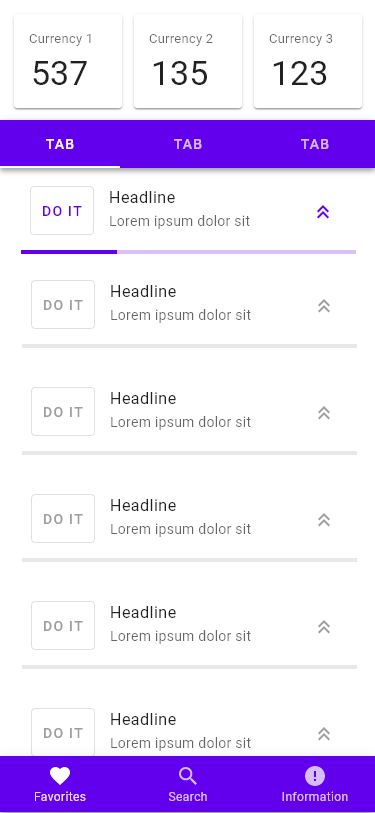 Currency 1
Currency 2
Currency 3
537
135
123
TAB
TAB
TAB
DO IT
Headline
Lorem ipsum dolor sit
DO IT
Headline
Lorem ipsum dolor sit
DO IT
Headline
Lorem ipsum dolor sit
DO IT
Headline
Lorem ipsum dolor sit
DO IT
Headline
Lorem ipsum dolor sit
DO IT
Headline
Lorem ipsum dolor sit
Favorites
Search
Information